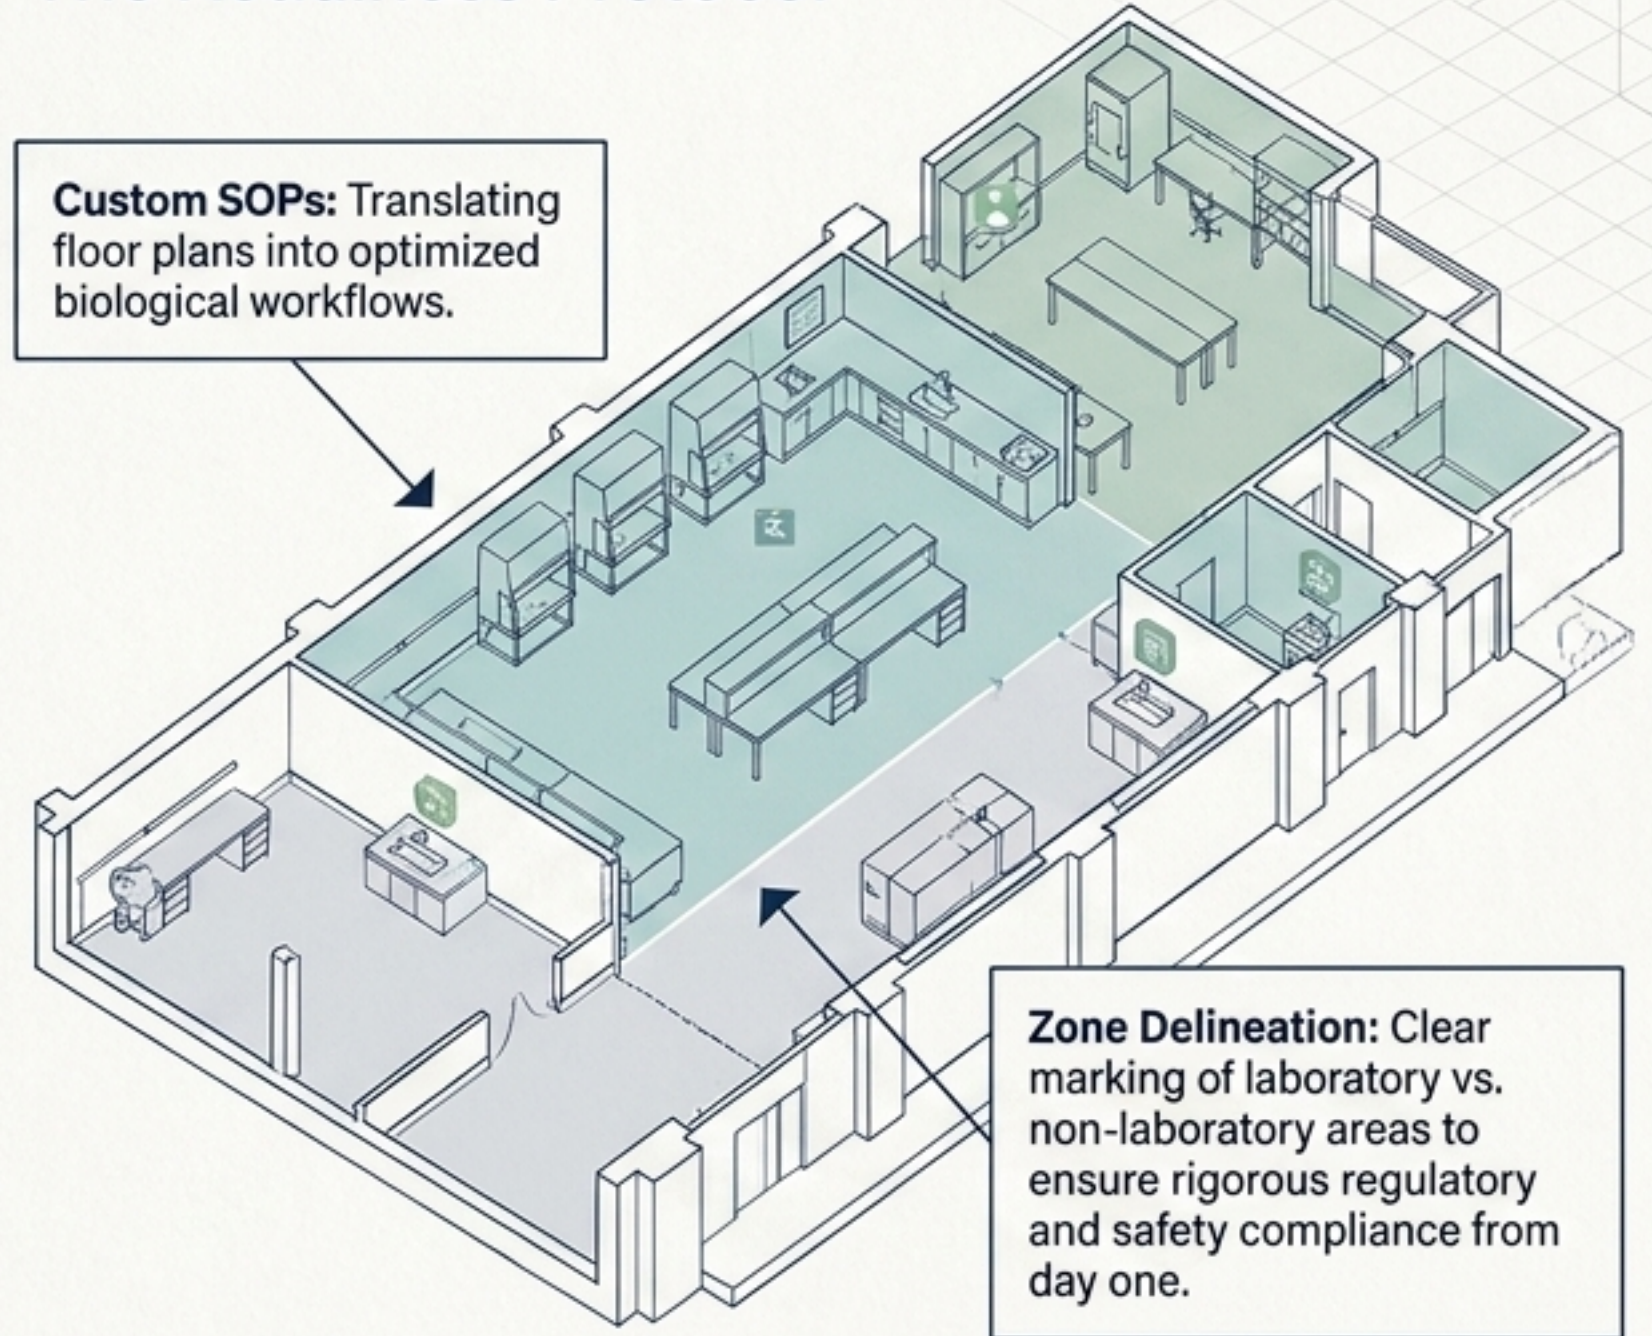 Custom SOPs: Translating
floor plans into optimized
biological workflows.
Zone Delineation: Clear
marking of laboratory vs.
non-laboratory areas to
ensure rigorous regulatory
and safety compliance from
day one.